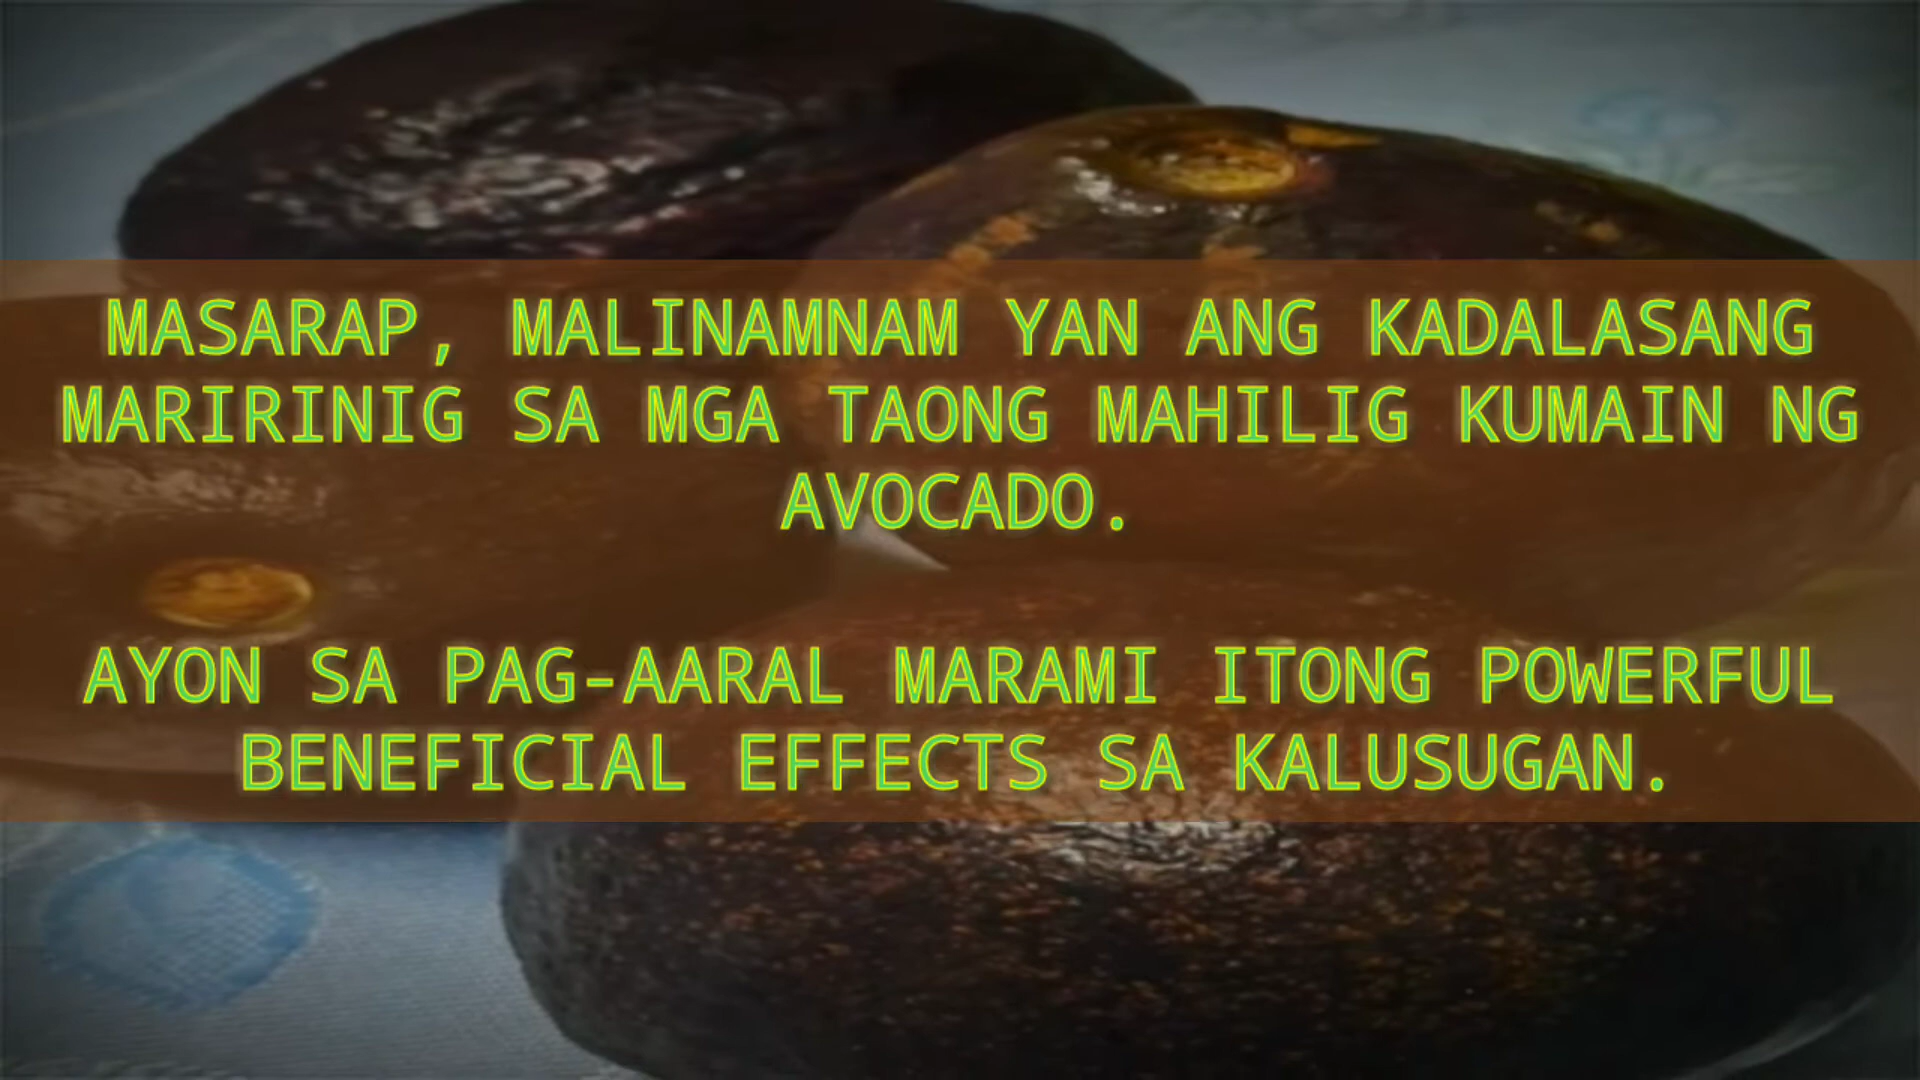 MASARAP, MALINAMNAM YAN ANG KADALASANG
MARIRINIG SA MGA TAONG MAHILIG KUMAIN NG
AVOCADO.
AYON SA PAG-AARAL MARAMI ITONG POWERFUL
BENEFICIAL EFFECTS SA KALUSUGAN.